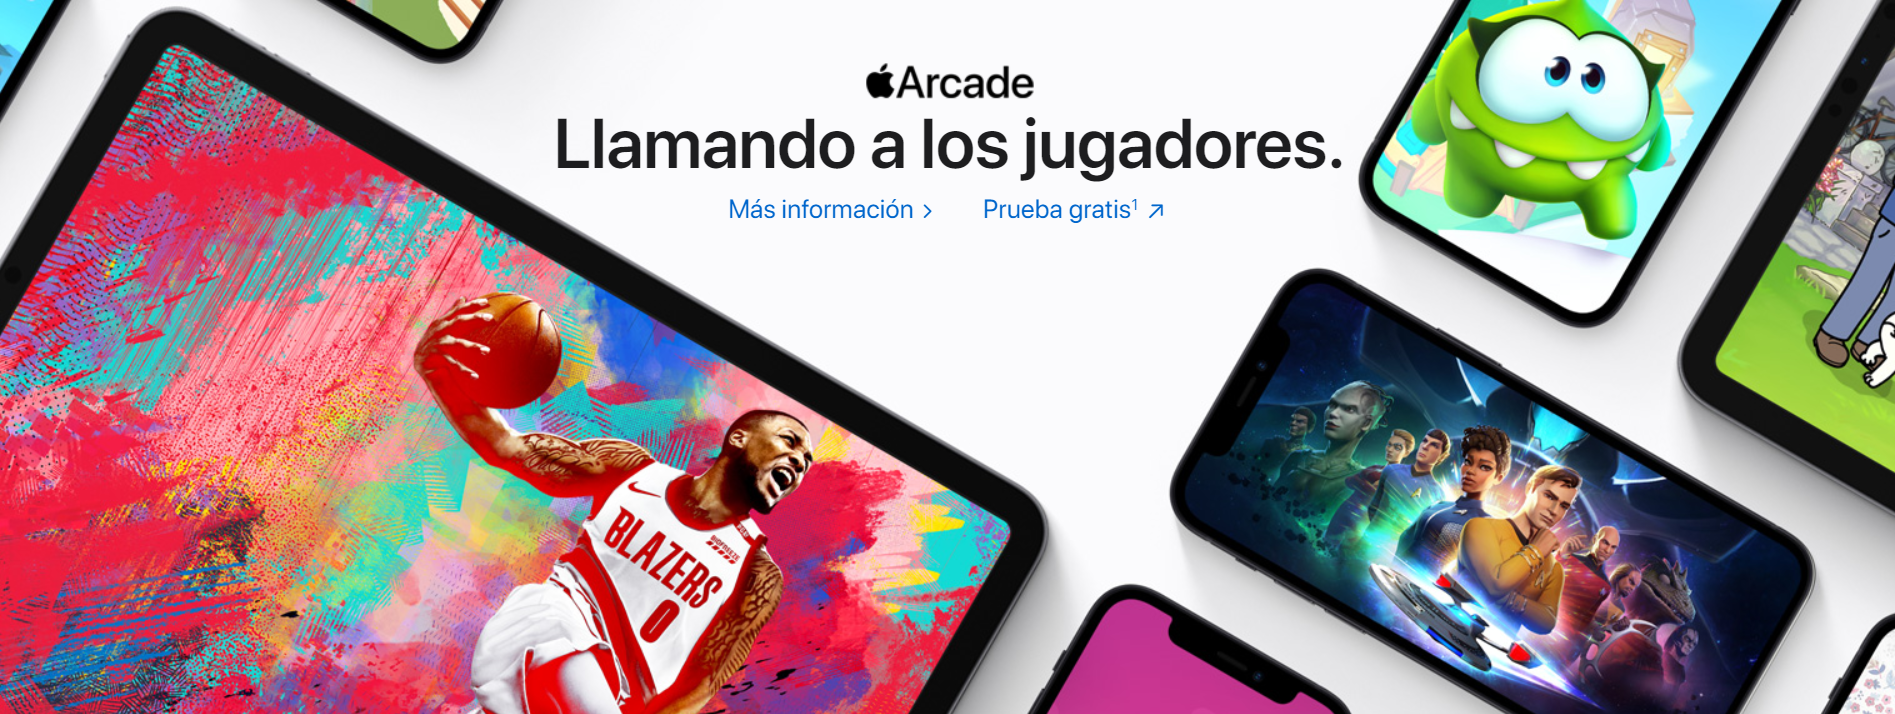 Arcade
Llamando a los jugadores.
Más información >
Prueba gratis¹ ↗
BLAZERS
0